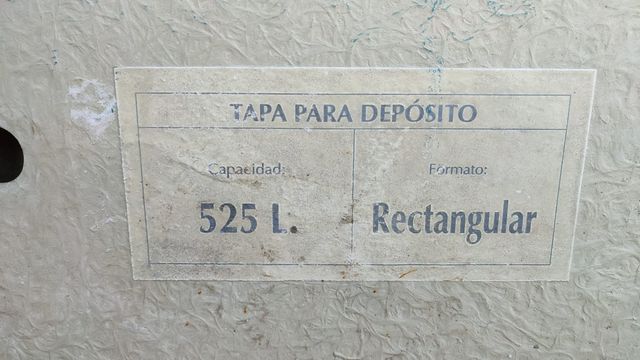 TAPA PARA DEPÓSITO
Capacidad:
525 L.
Formato:
Rectangular